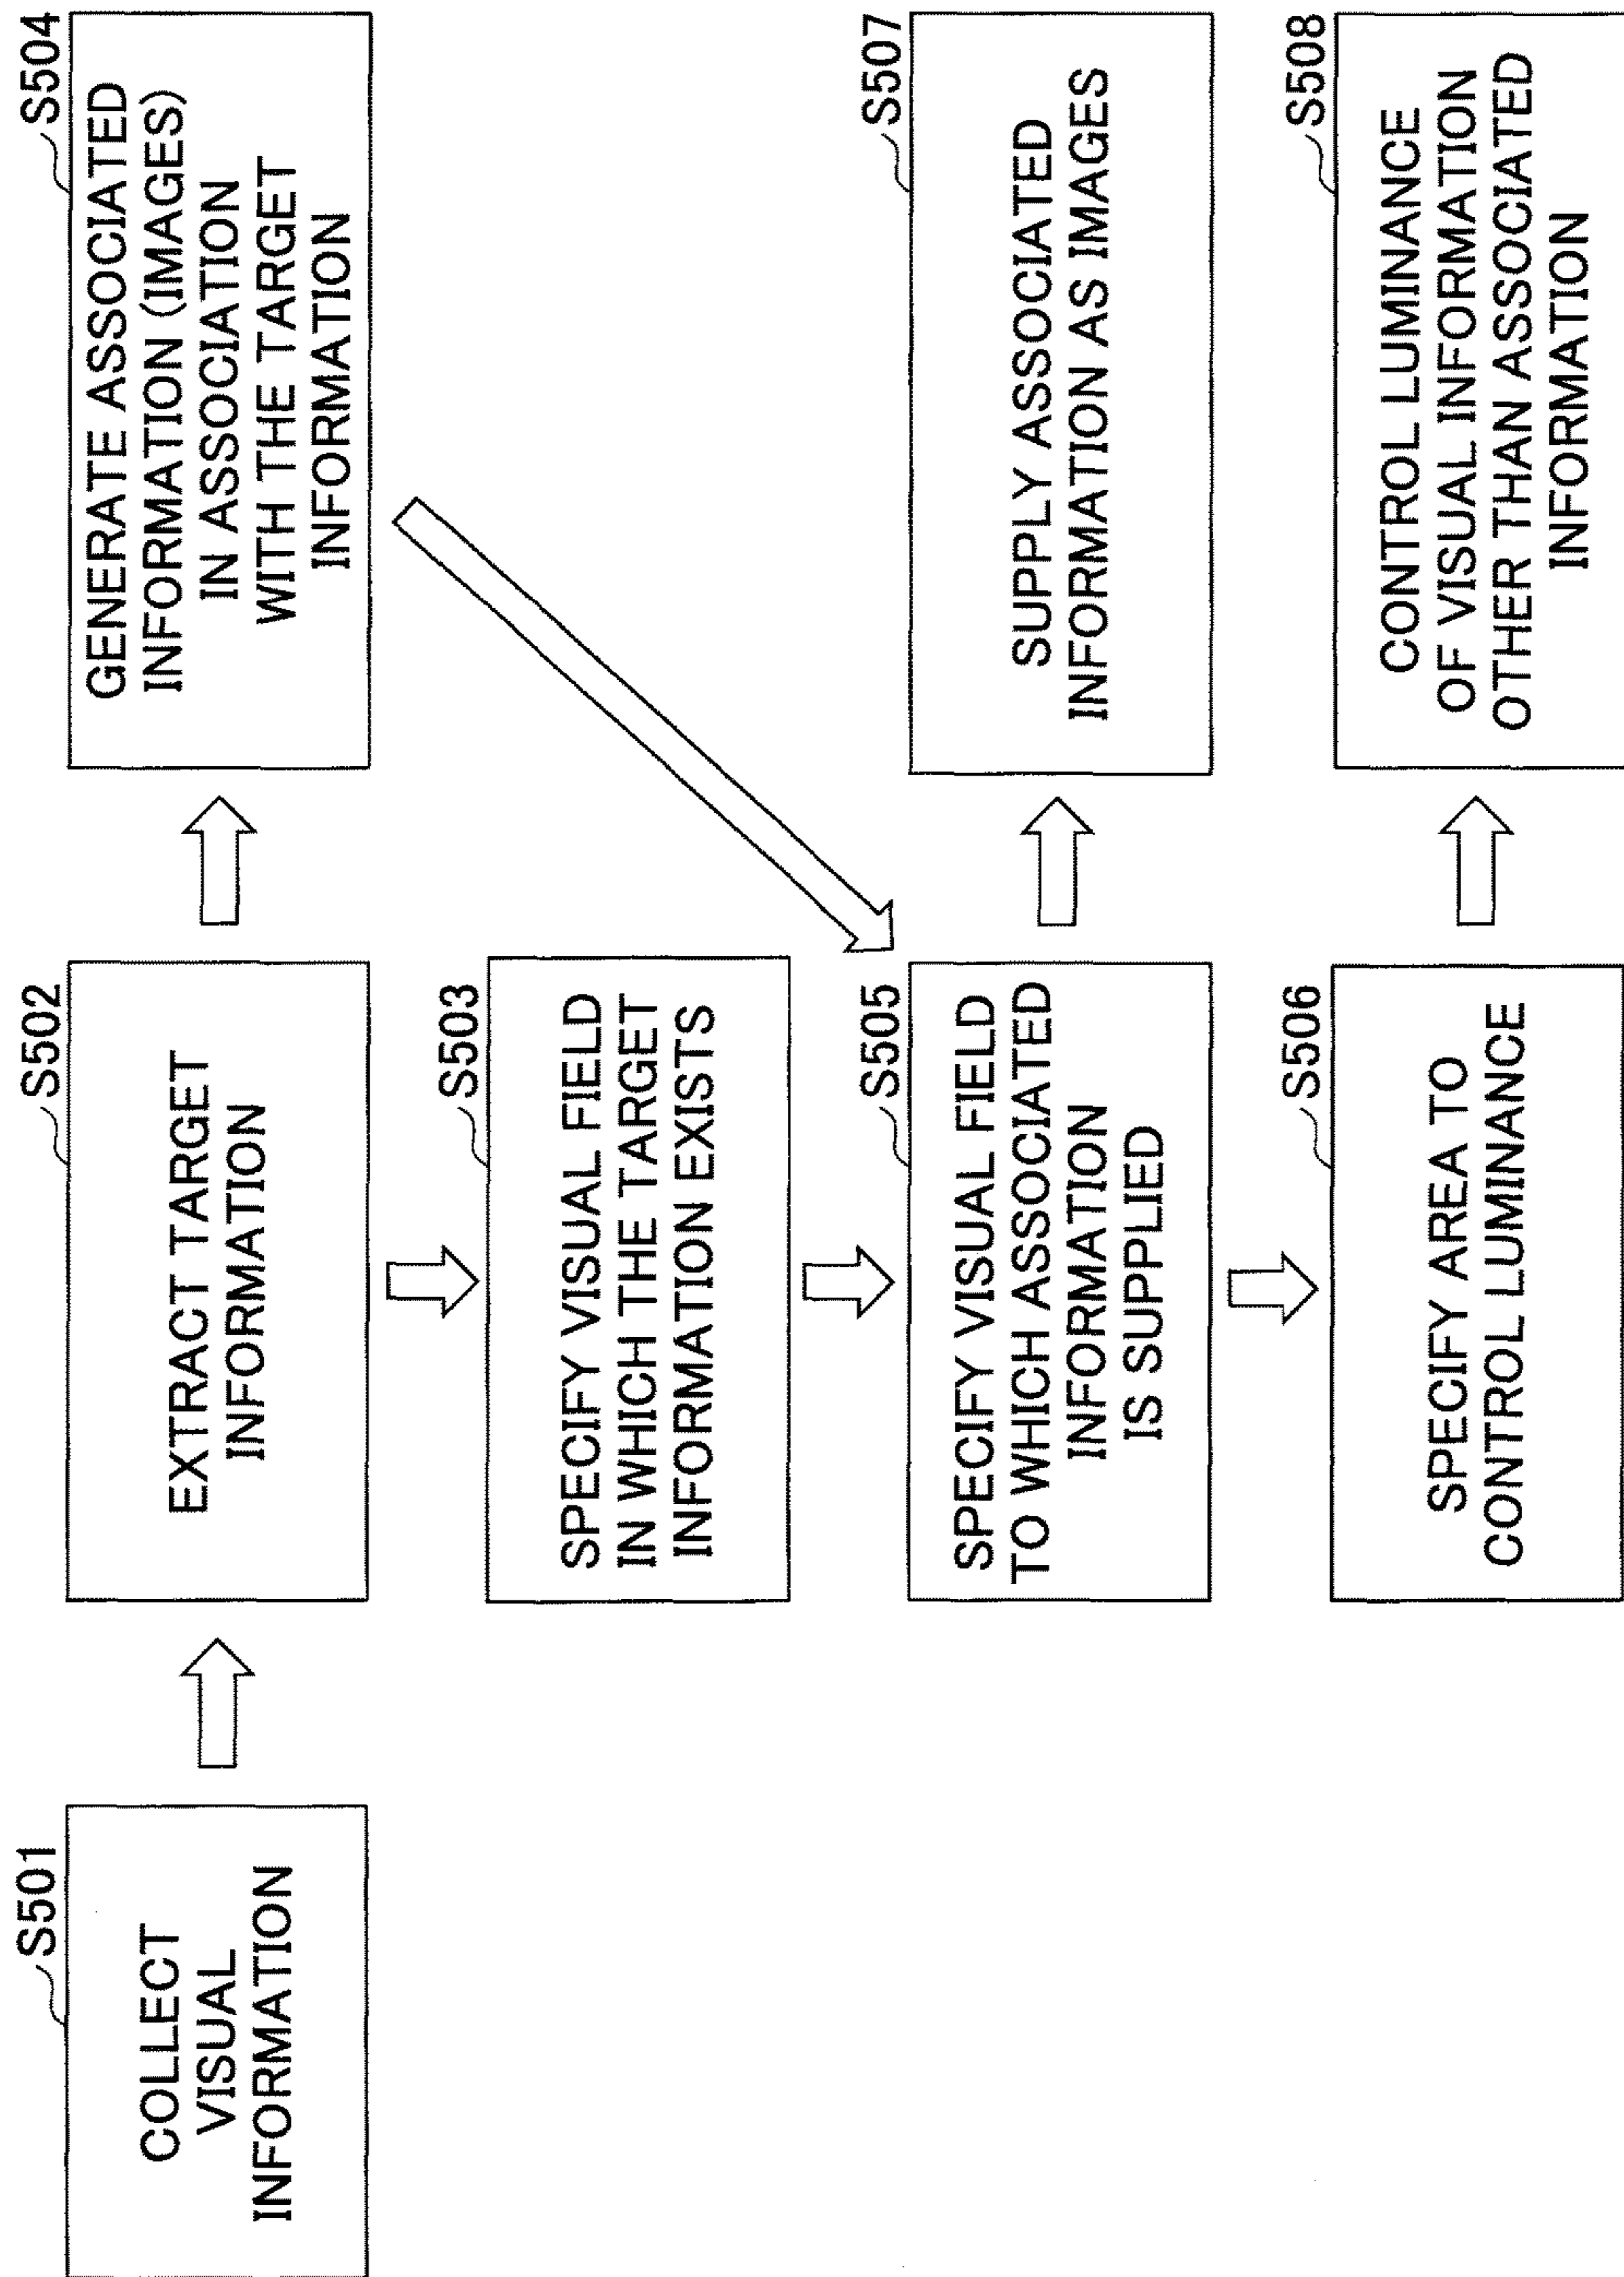 S501
COLLECT
VISUAL
INFORMATION
S502
EXTRACT TARGET
INFORMATION
S504
GENERATE ASSOCIATED
INFORMATION (IMAGES)
IN ASSOCIATION
WITH THE TARGET
INFORMATION
S503
SPECIFY VISUAL FIELD
IN WHICH THE TARGET
INFORMATION EXISTS
S505
SPECIFY VISUAL FIELD
TO WHICH ASSOCIATED
INFORMATION
IS SUPPLIED
S507
SUPPLY ASSOCIATED
INFORMATION AS IMAGES
S506
SPECIFY AREA TO
CONTROL LUMINANCE
S508
CONTROL LUMINANCE
OF VISUAL INFORMATION
OTHER THAN ASSOCIATED
INFORMATION